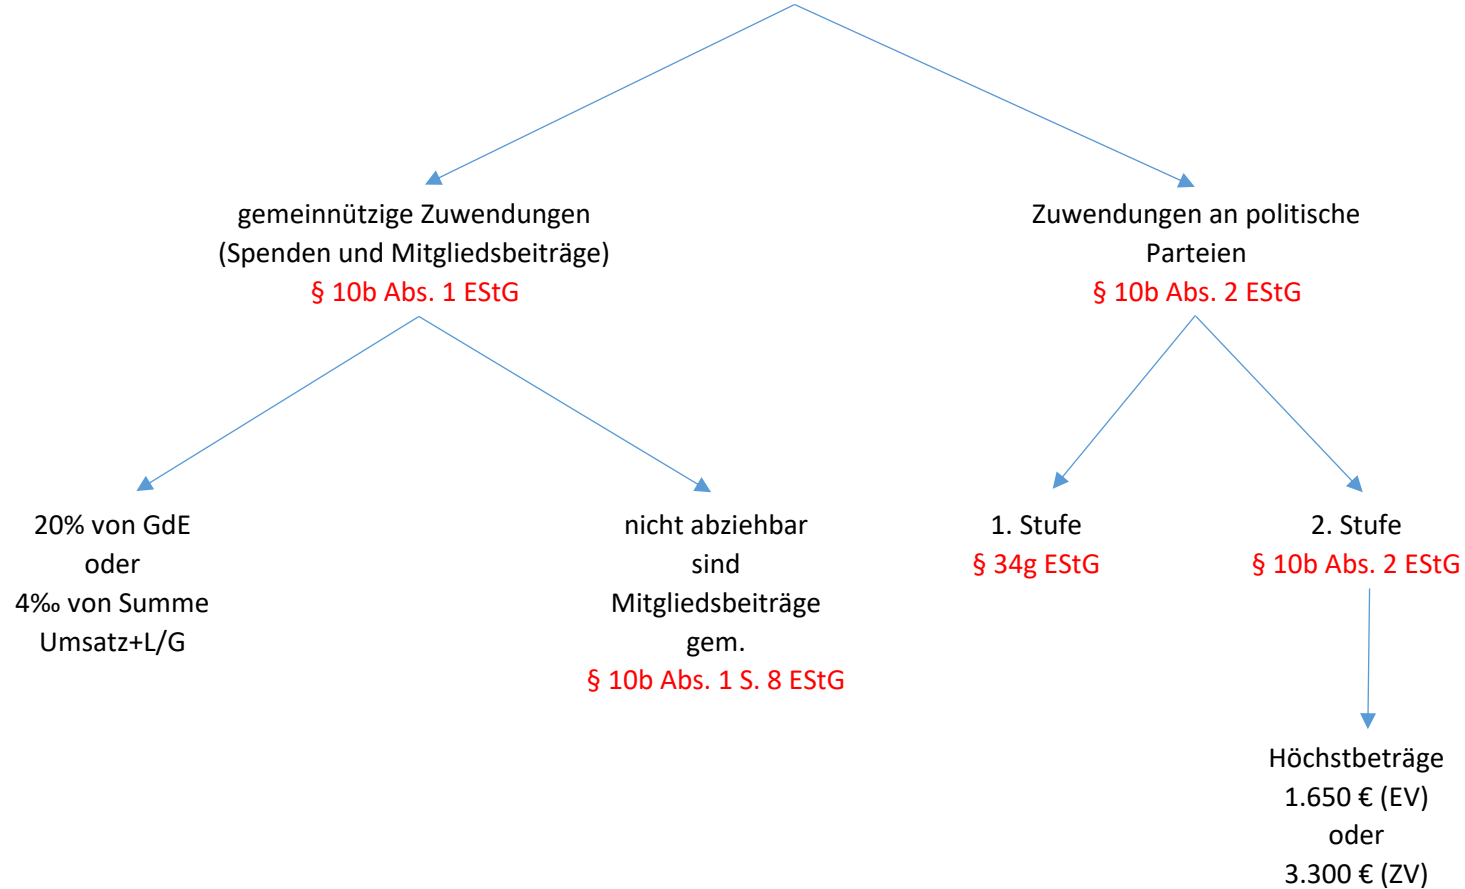 gemeinnützige Zuwendungen
(Spenden und Mitgliedsbeiträge)
§ 10b Abs. 1 EStG
Zuwendungen an politische
Parteien
§ 10b Abs. 2 EStG
20% von GdE
oder
4‰ von Summe
Umsatz+L/G
nicht abziehbar
sind
Mitgliedsbeiträge
gem.
§ 10b Abs. 1 S. 8 EStG
1. Stufe
§ 34g EStG
2. Stufe
§ 10b Abs. 2 EStG
Höchstbeträge
1.650 € (EV)
oder
3.300 € (ZV)